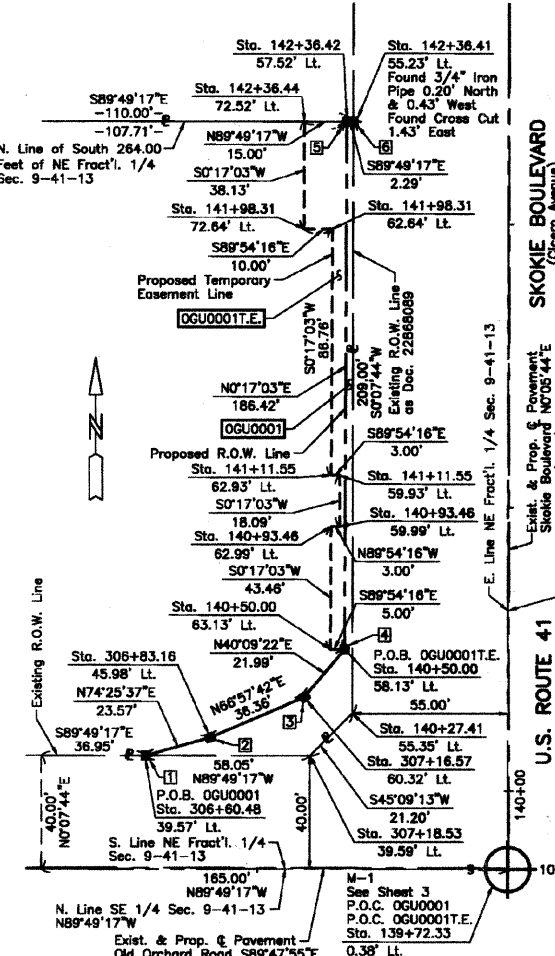 Sta. 142+36.42
57.52' Lt.
Sta. 142+36.41
55.23' Lt.
Found 3/4" Iron
Pipe 0.20' North
& 0.43' West
Found Cross Cut
1.43' East
Sta. 142+36.44
72.52' Lt.
S89°49'17"E
-110.00'-
-107.71'-
N. Line of South 264.00
Feet of NE Fract'l. 1/4
Sec. 9-41-13
N89°49'17"W
15.00'
5
6
S0°17'03"W
38.13'
S89°49'17"E
2.29'
Sta. 141+98.31
72.64' Lt.
Sta. 141+98.31
62.64' Lt.
S89°54'16"E
10.00'
Proposed Temporary
Easement Line
0GU0001T.E.
S0°17'03"W
86.76'
209.00'
S0°07'44"W
Existing R.O.W. Line
as Doc. 22868089
SKOKIE BOULEVARD
E. Line NE Fract'l. 1/4 Sec. 9-41-13
Exist. & Prop. ℄ Pavement
Skokie Boulevard N0°05'44"E
N
N0°17'03"E
186.42'
0GU0001
Proposed R.O.W. Line
S89°54'16"E
3.00'
Sta. 141+11.55
62.93' Lt.
Sta. 141+11.55
59.93' Lt.
S0°17'03"W
18.09'
Sta. 140+93.46
59.99' Lt.
Sta. 140+93.46
62.99' Lt.
N89°54'16"W
3.00'
S0°17'03"W
43.46'
S89°54'16"E
5.00'
Sta. 140+50.00
63.13' Lt.
4
P.O.B. 0GU0001T.E.
Sta. 140+50.00
58.13' Lt.
N40°09'22"E
21.99'
Existing R.O.W. Line
Sta. 306+83.16
45.98' Lt.
N74°25'37"E
23.57'
N66°57'42"E
36.36'
3
55.00'
U.S. ROUTE 41
S89°49'17"E
36.95'
2
Sta. 140+27.41
55.35' Lt.
1
58.05'
N89°49'17"W
P.O.B. 0GU0001
Sta. 306+60.48
39.57' Lt.
Sta. 307+16.57
60.32' Lt.
140+00
40.00'
N0°07'44"E
40.00'
S45°09'13"W
21.20'
Sta. 307+18.53
39.59' Lt.
S. Line NE Fract'l. 1/4
Sec. 9-41-13
165.00'
N89°49'17"W
N. Line SE 1/4 Sec. 9-41-13
N89°49'17"W
M-1
See Sheet 3
P.O.C. 0GU0001
P.O.C. 0GU0001T.E.
Sta. 139+72.33
0.38' Lt.
10
Exist. & Prop. ℄ Pavement
Old Orchard Road S89°47'55"E